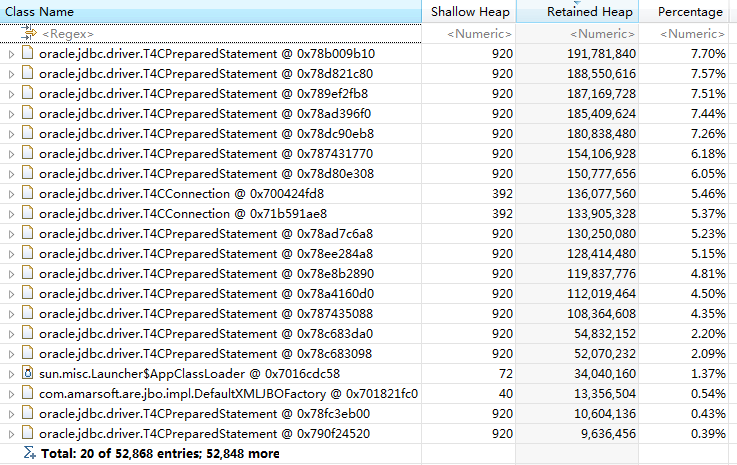 Class Name Shallow Heap Retained Heap Percentage
<Regex> <Numeric> <Numeric> <Numeric>
oracle.jdbc.driver.T4CPreparedStatement @ 0x78b009b10 920 191,781,840 7.70%
oracle.jdbc.driver.T4CPreparedStatement @ 0x78d821c80 920 188,550,616 7.57%
oracle.jdbc.driver.T4CPreparedStatement @ 0x789ef2fb8 920 187,169,728 7.51%
oracle.jdbc.driver.T4CPreparedStatement @ 0x78ad396f0 920 185,409,624 7.44%
oracle.jdbc.driver.T4CPreparedStatement @ 0x78dc90eb8 920 180,838,480 7.26%
oracle.jdbc.driver.T4CPreparedStatement @ 0x787431770 920 154,106,928 6.18%
oracle.jdbc.driver.T4CPreparedStatement @ 0x78d80e308 920 150,777,656 6.05%
oracle.jdbc.driver.T4CConnection @ 0x700424fd8 392 136,077,560 5.46%
oracle.jdbc.driver.T4CConnection @ 0x71b591ae8 392 133,905,328 5.37%
oracle.jdbc.driver.T4CPreparedStatement @ 0x78ad7c6a8 920 130,250,080 5.23%
oracle.jdbc.driver.T4CPreparedStatement @ 0x78ee284a8 920 128,414,480 5.15%
oracle.jdbc.driver.T4CPreparedStatement @ 0x78e8b2890 920 119,837,776 4.81%
oracle.jdbc.driver.T4CPreparedStatement @ 0x78a4160d0 920 112,019,464 4.50%
oracle.jdbc.driver.T4CPreparedStatement @ 0x787435088 920 108,364,608 4.35%
oracle.jdbc.driver.T4CPreparedStatement @ 0x78c683da0 920 54,832,152 2.20%
oracle.jdbc.driver.T4CPreparedStatement @ 0x78c683098 920 52,070,232 2.09%
sun.misc.Launcher$AppClassLoader @ 0x7016cdc58 72 34,040,160 1.37%
com.amarsoft.are.jbo.impl.DefaultXMLJBOFactory @ 0x701821fc0 40 13,356,504 0.54%
oracle.jdbc.driver.T4CPreparedStatement @ 0x78fc3eb00 920 10,604,136 0.43%
oracle.jdbc.driver.T4CPreparedStatement @ 0x790f24520 920 9,636,456 0.39%
Total: 20 of 52,868 entries; 52,848 more